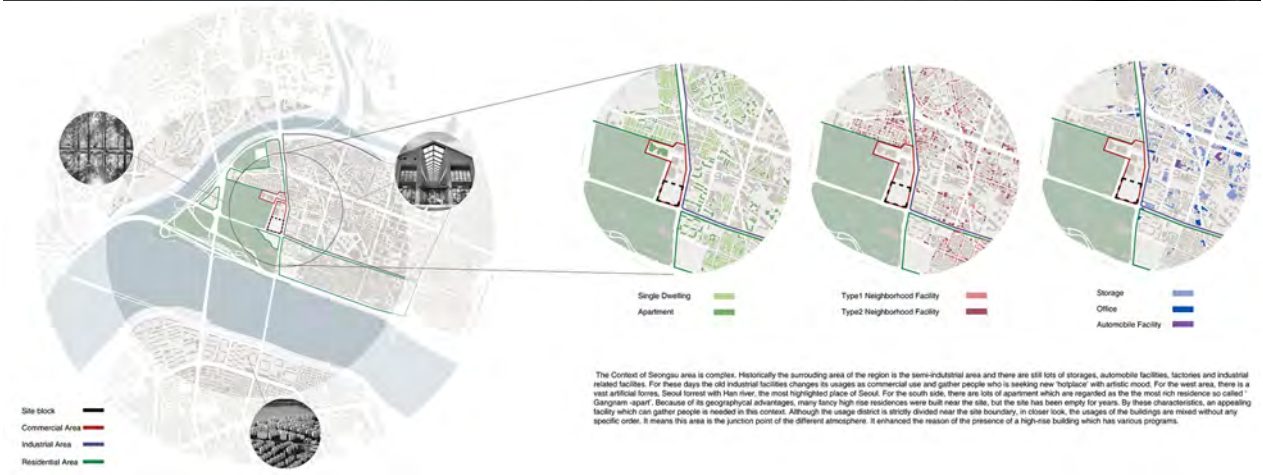 Single Dwelling
Apartment
Type1 Neighborhood Facility
Type2 Neighborhood Facility
Storage
Office
Automobile Facility
The Context of Seongsu area is complex. Historically the surrouding area of the region is the semi-indutstrial area and there are still lots of storages, automobile facilities, factories and industrial
related facilites. For these days the old industrial facilities changes its usages as commercial use and gather people who is seeking new 'hotplace' with artistic mood. For the west area, there is a
vast artificial forres, Seoul forrest with Han river, the most highlighted place of Seoul. For the south side, there are lots of apartment which are regarded as the the most rich residence so called '
Gangnam -apart'. Because of its geographycal advantages, many fancy high rise residences were built near the site, but the site has been empty for years. By these characteristics, an appealing
facility which can gather people is needed in this context. Although the usage district is strictly divided near the site boundary, in closer look, the usages of the buildings are mixed without any
specific order. It means this area is the junction point of the different atmosphere. It enhanced the reason of the presence of a high-rise building which has various programs.
Site block
Commercial Area
Industrial Area
Residential Area